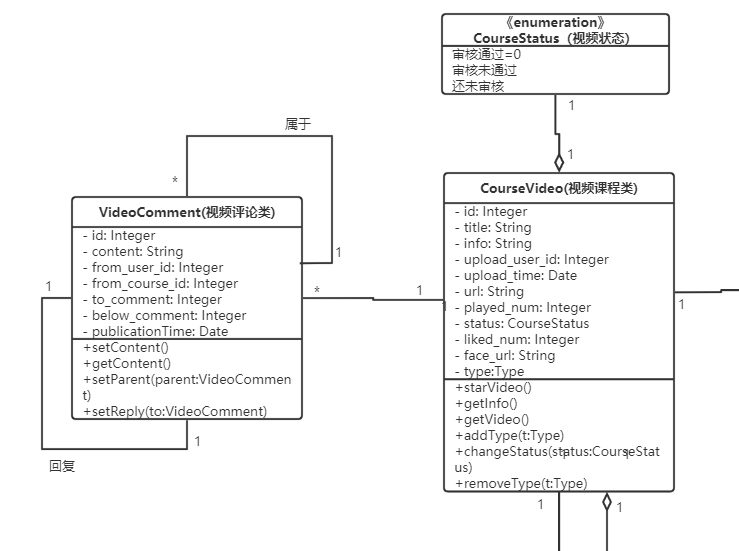 《enumeration》
CourseStatus（视频状态）
审核通过=0
审核未通过
还未审核
1
1
属于
*
1
VideoComment(视频评论类)
- id: Integer
- content: String
- from_user_id: Integer
- from_course_id: Integer
- to_comment: Integer
- below_comment: Integer
- publicationTime: Date
+setContent()
+getContent()
+setParent(parent:VideoCommen
t)
+setReply(to:VideoComment)
1
1
回复
*
1
1
CourseVideo(视频课程类)
- id: Integer
- title: String
- info: String
- upload_user_id: Integer
- upload_time: Date
- url: String
- played_num: Integer
- status: CourseStatus
- liked_num: Integer
- face_url: String
- type:Type
+starVideo()
+getInfo()
+getVideo()
+addType(t:Type)
+changeStatus(status:CourseStat
us)
+removeType(t:Type)
1
1
1